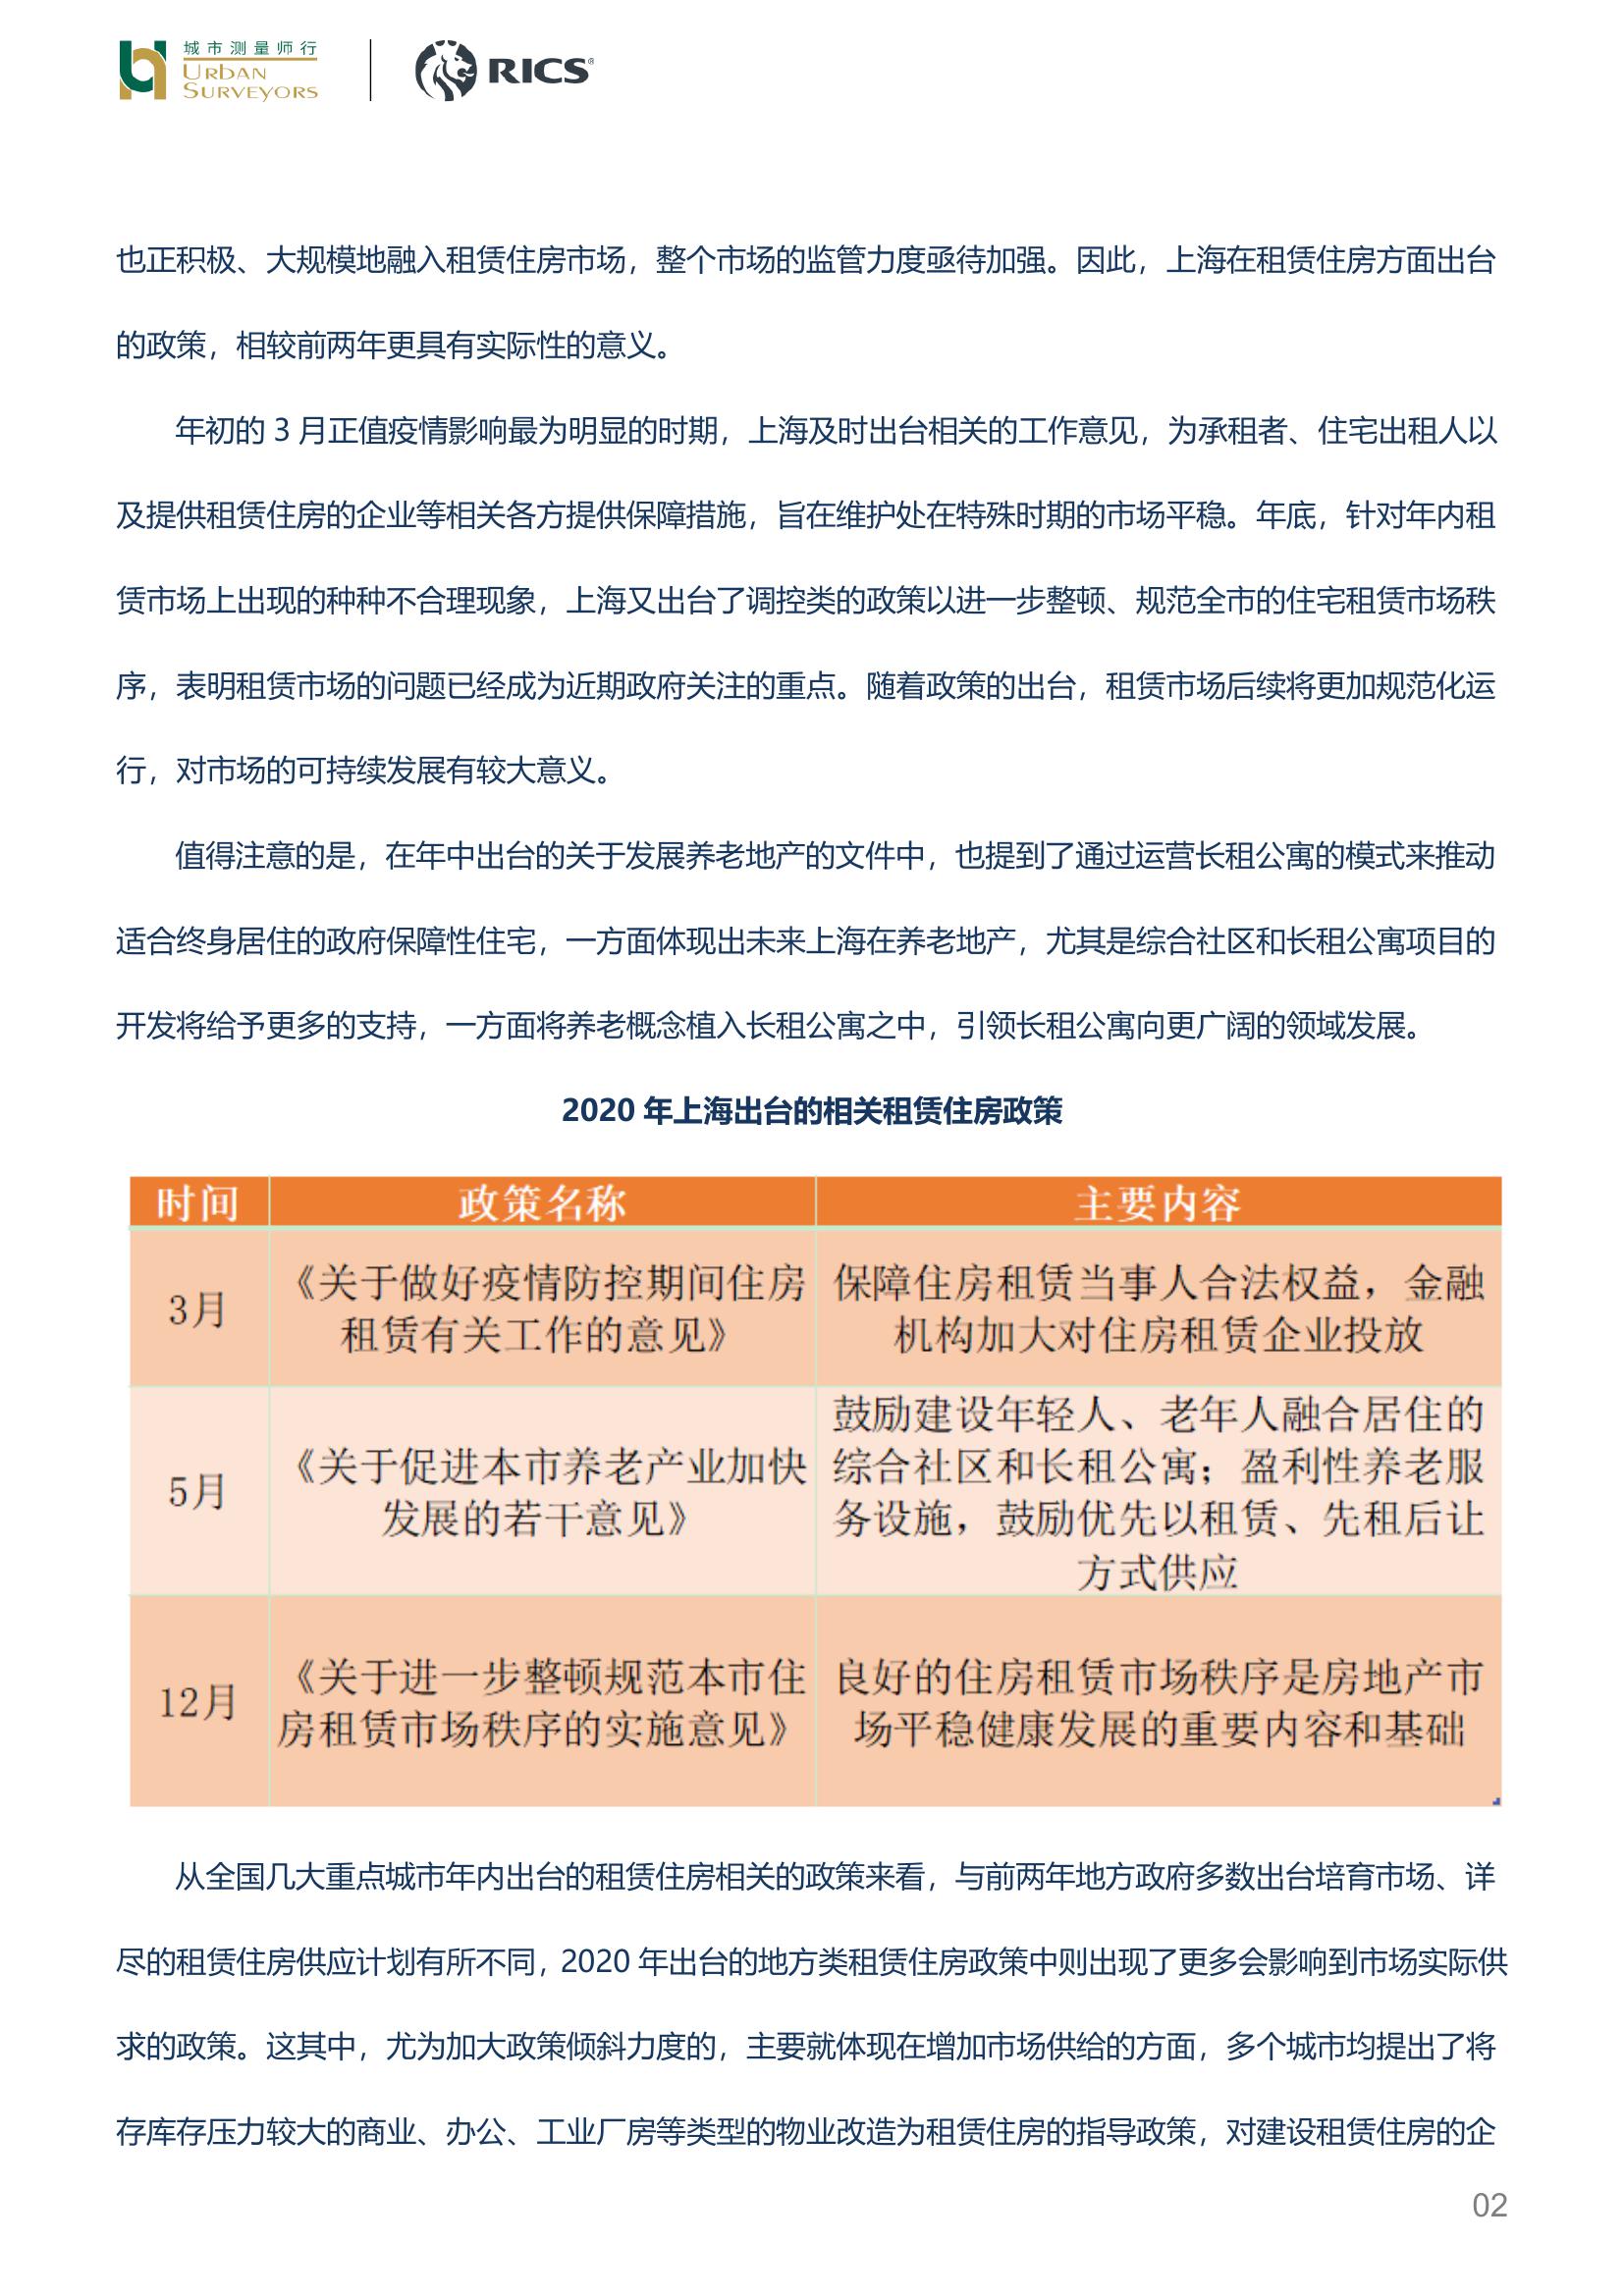 城市测量师行
URBAN
SURVEYORS
RICS®
也正积极、大规模地融入租赁住房市场，整个市场的监管力度亟待加强。因此，上海在租赁住房方面出台
的政策，相较前两年更具有实际性的意义。
年初的 3 月正值疫情影响最为明显的时期，上海及时出台相关的工作意见，为承租者、住宅出租人以
及提供租赁住房的企业等相关各方提供保障措施，旨在维护处在特殊时期的市场平稳。年底，针对年内租
赁市场上出现的种种不合理现象，上海又出台了调控类的政策以进一步整顿、规范全市的住宅租赁市场秩
序，表明租赁市场的问题已经成为近期政府关注的重点。随着政策的出台，租赁市场后续将更加规范化运
行，对市场的可持续发展有较大意义。
值得注意的是，在年中出台的关于发展养老地产的文件中，也提到了通过运营长租公寓的模式来推动
适合终身居住的政府保障性住宅，一方面体现出未来上海在养老地产，尤其是综合社区和长租公寓项目的
开发将给予更多的支持，一方面将养老概念植入长租公寓之中，引领长租公寓向更广阔的领域发展。
2020 年上海出台的相关租赁住房政策
时间 政策名称 主要内容
3月
《关于做好疫情防控期间住房
租赁有关工作的意见》
保障住房租赁当事人合法权益，金融
机构加大对住房租赁企业投放
5月
《关于促进本市养老产业加快
发展的若干意见》
鼓励建设年轻人、老年人融合居住的
综合社区和长租公寓；盈利性养老服
务设施，鼓励优先以租赁、先租后让
方式供应
12月
《关于进一步整顿规范本市住
房租赁市场秩序的实施意见》
良好的住房租赁市场秩序是房地产市
场平稳健康发展的重要内容和基础
从全国几大重点城市年内出台的租赁住房相关的政策来看，与前两年地方政府多数出台培育市场、详
尽的租赁住房供应计划有所不同，2020 年出台的地方类租赁住房政策中则出现了更多会影响到市场实际供
求的政策。这其中，尤为加大政策倾斜力度的，主要就体现在增加市场供给的方面，多个城市均提出了将
存库存压力较大的商业、办公、工业厂房等类型的物业改造为租赁住房的指导政策，对建设租赁住房的企
02